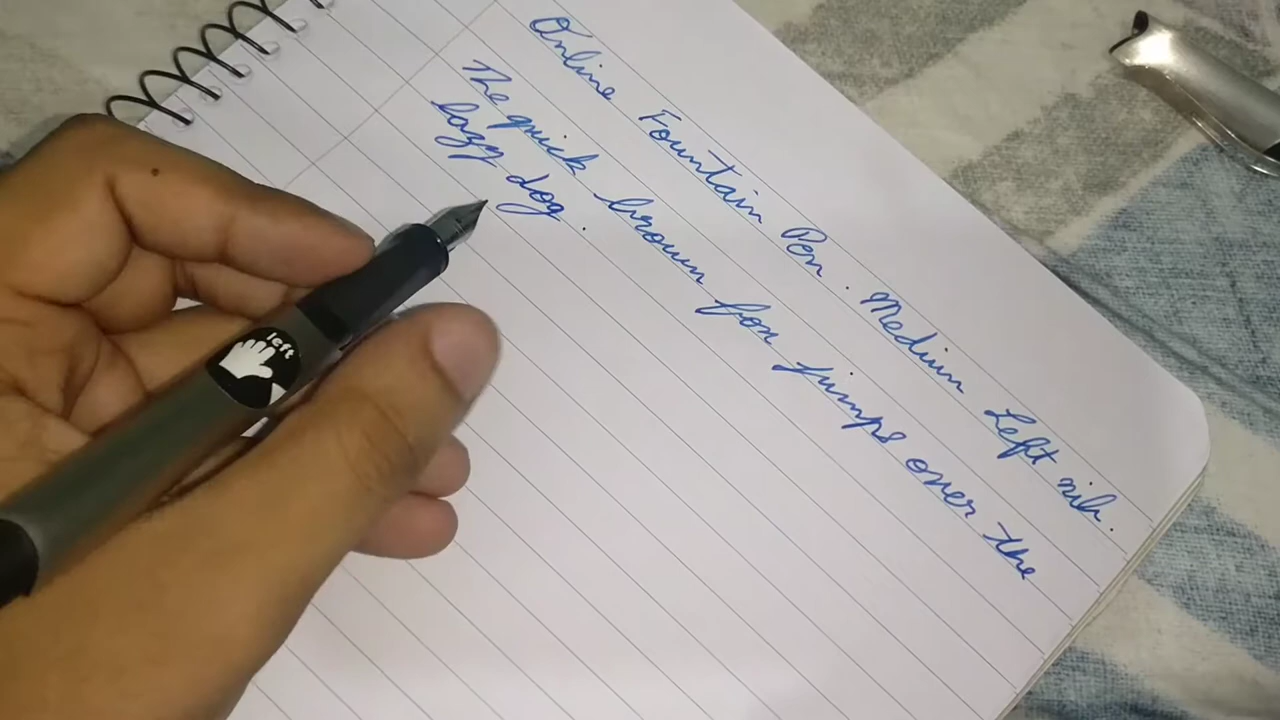 Online Fountain Pen. Medium Left nib.
The quick brown fox jumps over the
lazy dog.
left